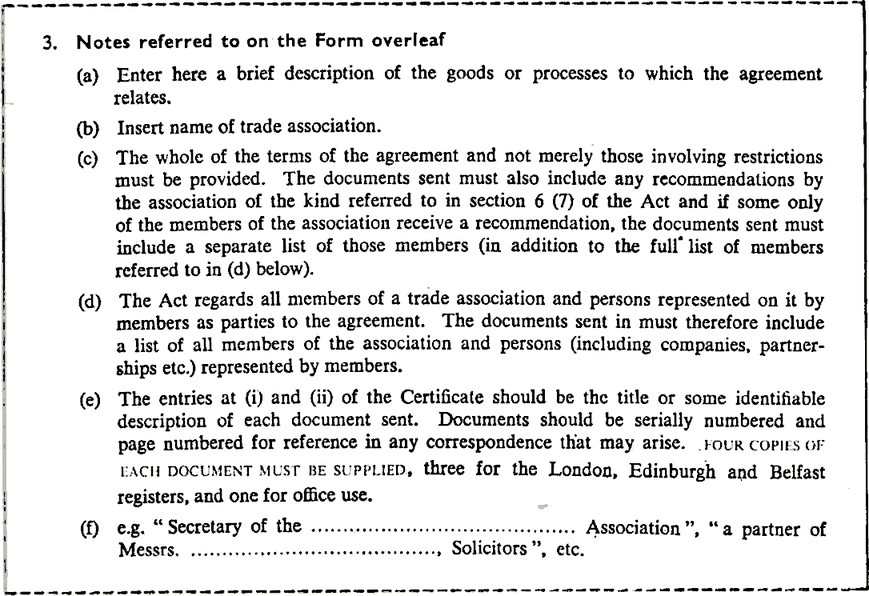 3. Notes referred to on the Form overleaf
(a) Enter here a brief description of the goods or processes to which the agreement
relates.
(b) Insert name of trade association.
(c) The whole of the terms of the agreement and not merely those involving restrictions
must be provided. The documents sent must also include any recommendations by
the association of the kind referred to in section 6 (7) of the Act and if some only
of the members of the association receive a recommendation, the documents sent must
include a separate list of those members (in addition to the full list of members
referred to in (d) below).
(d) The Act regards all members of a trade association and persons represented on it by
members as parties to the agreement. The documents sent in must therefore include
a list of all members of the association and persons (including companies, partner-
ships etc.) represented by members.
(e) The entries at (i) and (ii) of the Certificate should be the title or some identifiable
description of each document sent. Documents should be serially numbered and
page numbered for reference in any correspondence that may arise. FOUR COPIES OF
EACH DOCUMENT MUST BE SUPPLIED, three for the London, Edinburgh and Belfast
registers, and one for office use.
(f) e.g. “ Secretary of the ......................................... Association ”, “ a partner of
Messrs. ......................................, Solicitors ”, etc.